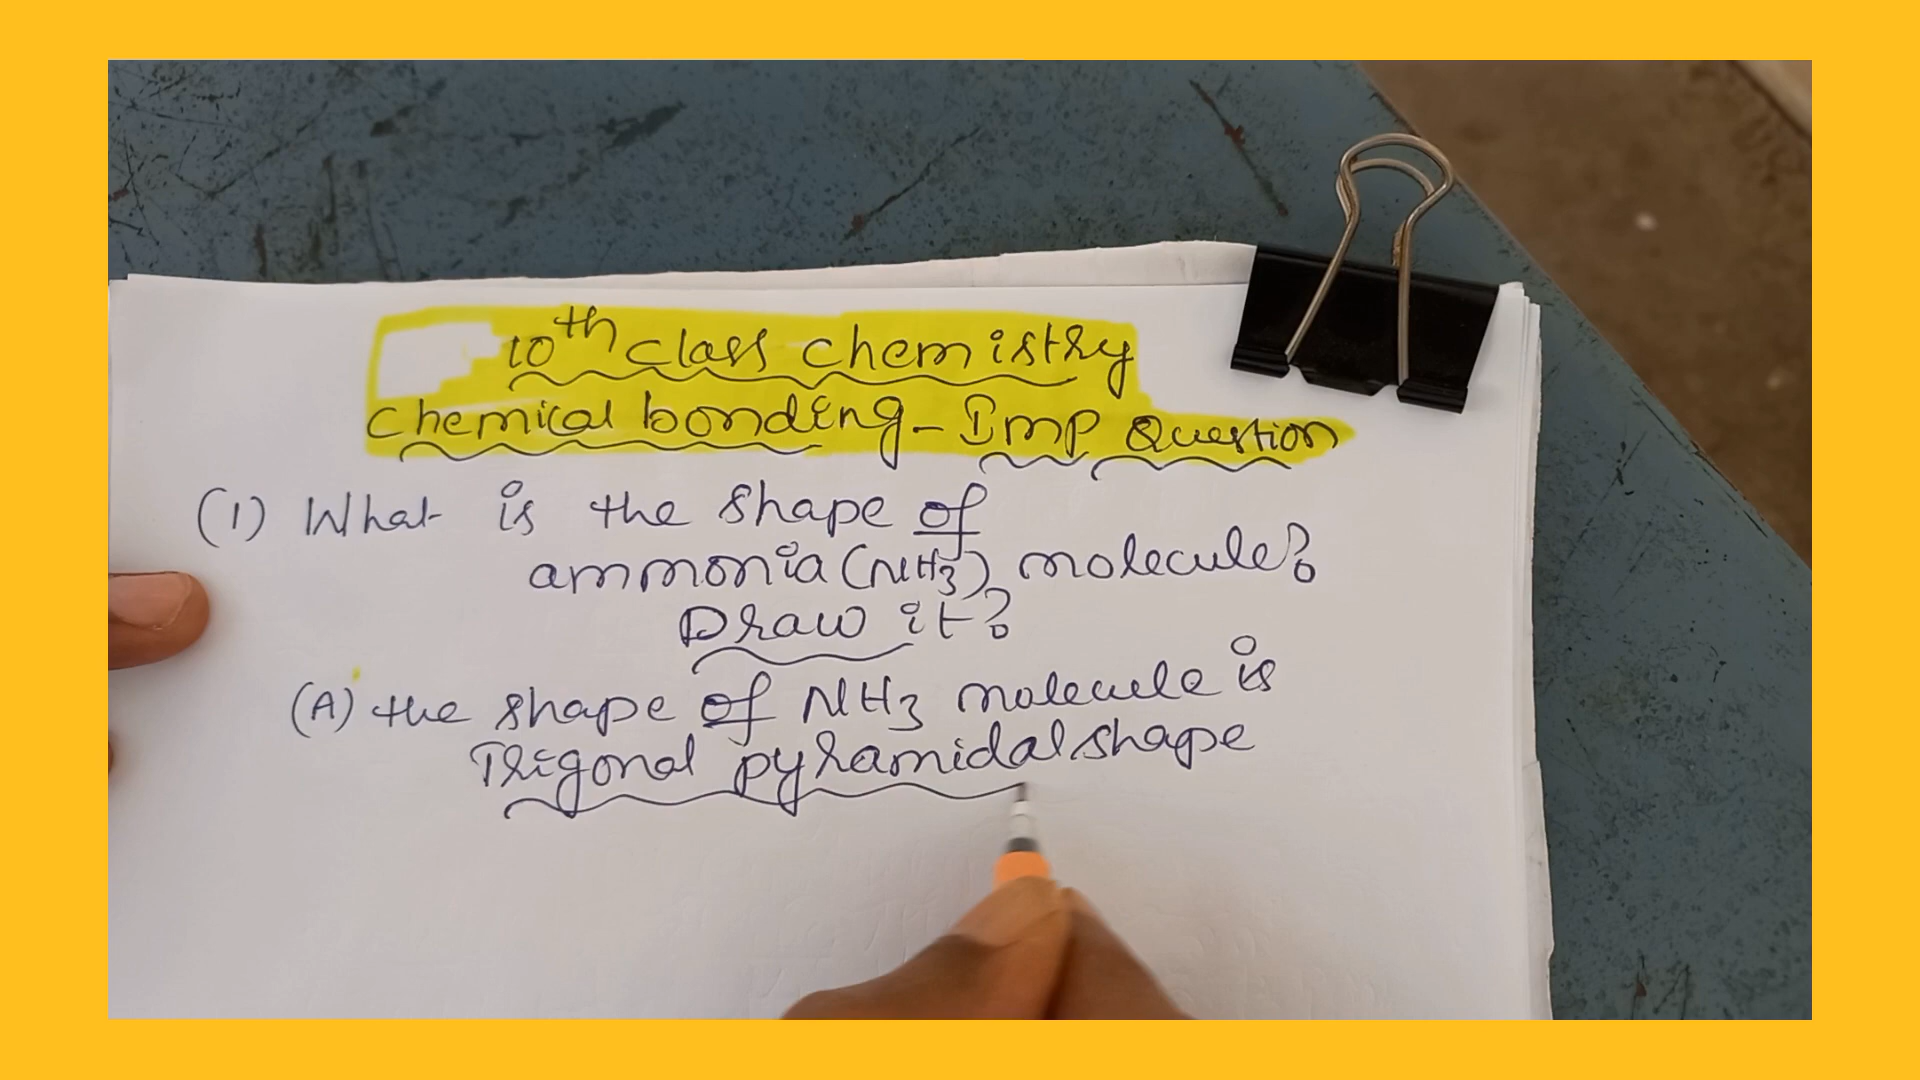 10th class chemistry
chemical bonding - Imp Question
(1) What is the shape of
ammonia (NH3) molecule?
Draw it?
(A) the shape of NH3 molecule is
Trigonal pyramidal shape